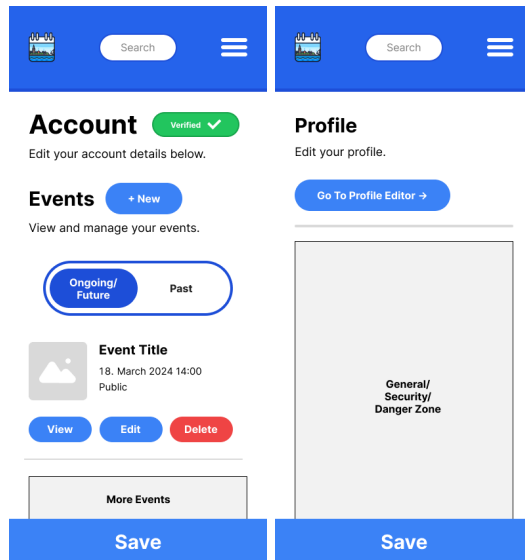 Search
Account
Verified
Edit your account details below.
Events
+ New
View and manage your events.
Ongoing/
Future
Past
Event Title
18. March 2024 14:00
Public
View
Edit
Delete
More Events
Save
Search
Profile
Edit your profile.
Go To Profile Editor →
General/
Security/
Danger Zone
Save